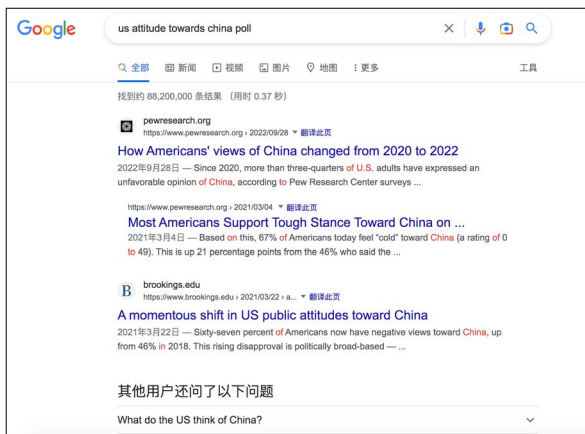 Google
us attitude towards china poll
全部 新闻 视频 图片 地图 更多 工具
找到约 88,200,000 条结果 （用时 0.37 秒）
pewresearch.org
https://www.pewresearch.org › 2022/09/28 翻译此页
How Americans' views of China changed from 2020 to 2022
2022年9月28日 — Since 2020, more than three-quarters of U.S. adults have expressed an
unfavorable opinion of China, according to Pew Research Center surveys ...
https://www.pewresearch.org › 2021/03/04 翻译此页
Most Americans Support Tough Stance Toward China on ...
2021年3月4日 — Based on this, 67% of Americans today feel "cold" toward China (a rating of 0
to 49). This is up 21 percentage points from the 46% who said the ...
B
brookings.edu
https://www.brookings.edu › 2021/03/22 › a... 翻译此页
A momentous shift in US public attitudes toward China
2021年3月22日 — Sixty-seven percent of Americans now have negative views toward China, up
from 46% in 2018. This rising disapproval is politically broad-based — ...
其他用户还问了以下问题
What do the US think of China?